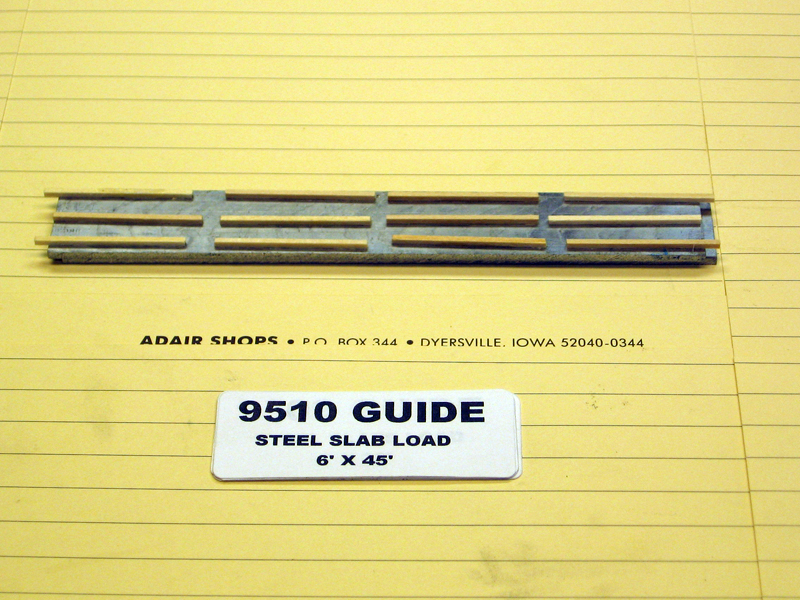 ADAIR SHOPS • P.O. BOX 344 • DYERSVILLE, IOWA 52040-0344
9510 GUIDE
STEEL SLAB LOAD
6' X 45'